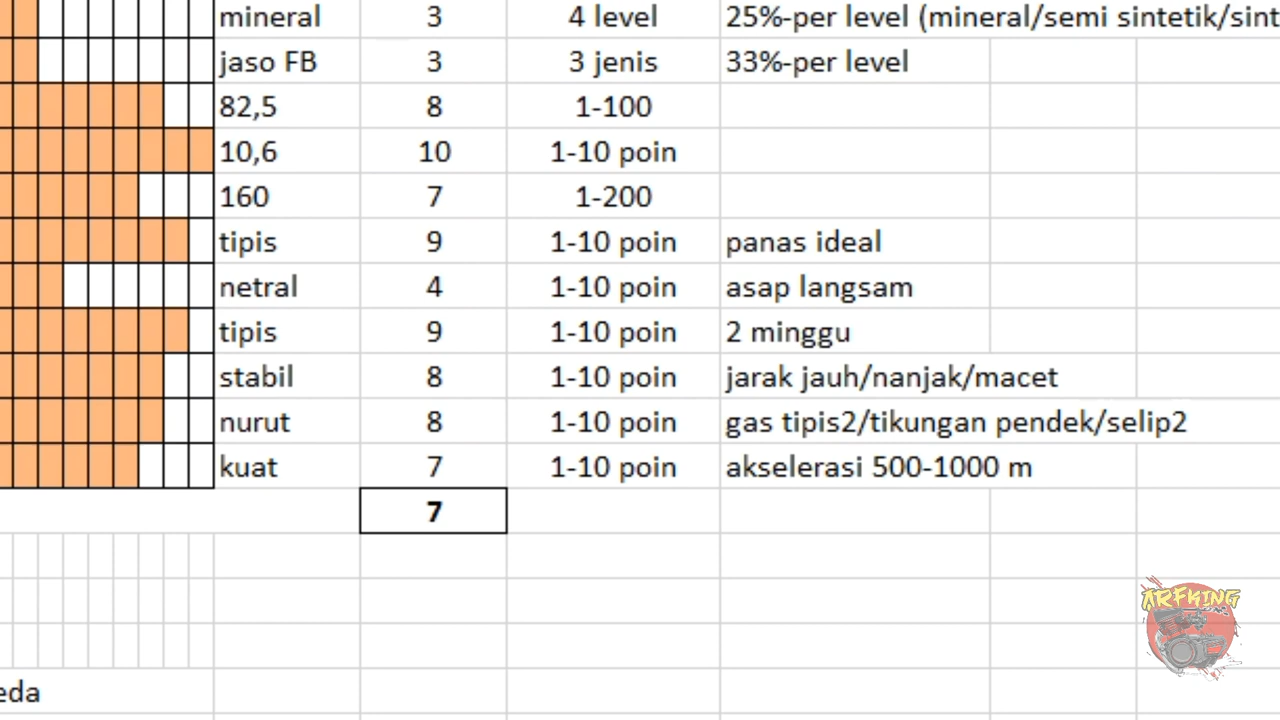 mineral 3 4 level 25%-per level (mineral/semi sintetik/sint
jaso FB 3 3 jenis 33%-per level
82,5 8 1-100
10,6 10 1-10 poin
160 7 1-200
tipis 9 1-10 poin panas ideal
netral 4 1-10 poin asap langsam
tipis 9 1-10 poin 2 minggu
stabil 8 1-10 poin jarak jauh/nanjak/macet
nurut 8 1-10 poin gas tipis2/tikungan pendek/selip2
kuat 7 1-10 poin akselerasi 500-1000 m
7
ARFKING
eda